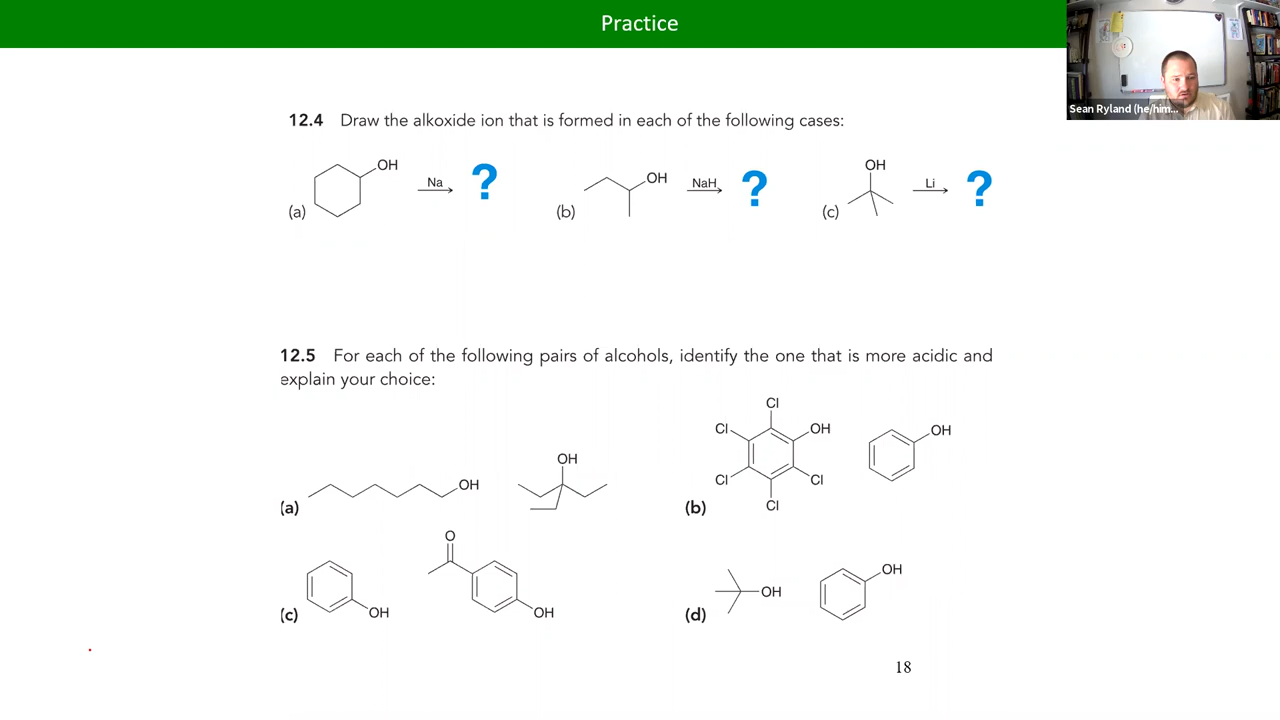 Practice
Sean Ryland (he/him...
12.4 Draw the alkoxide ion that is formed in each of the following cases:
(a) OH Na ?
(b) OH NaH ?
(c) OH Li ?
12.5 For each of the following pairs of alcohols, identify the one that is more acidic and
explain your choice:
(a) OH OH
(b) Cl Cl OH Cl Cl Cl OH
(c) OH O OH
(d) OH OH
18